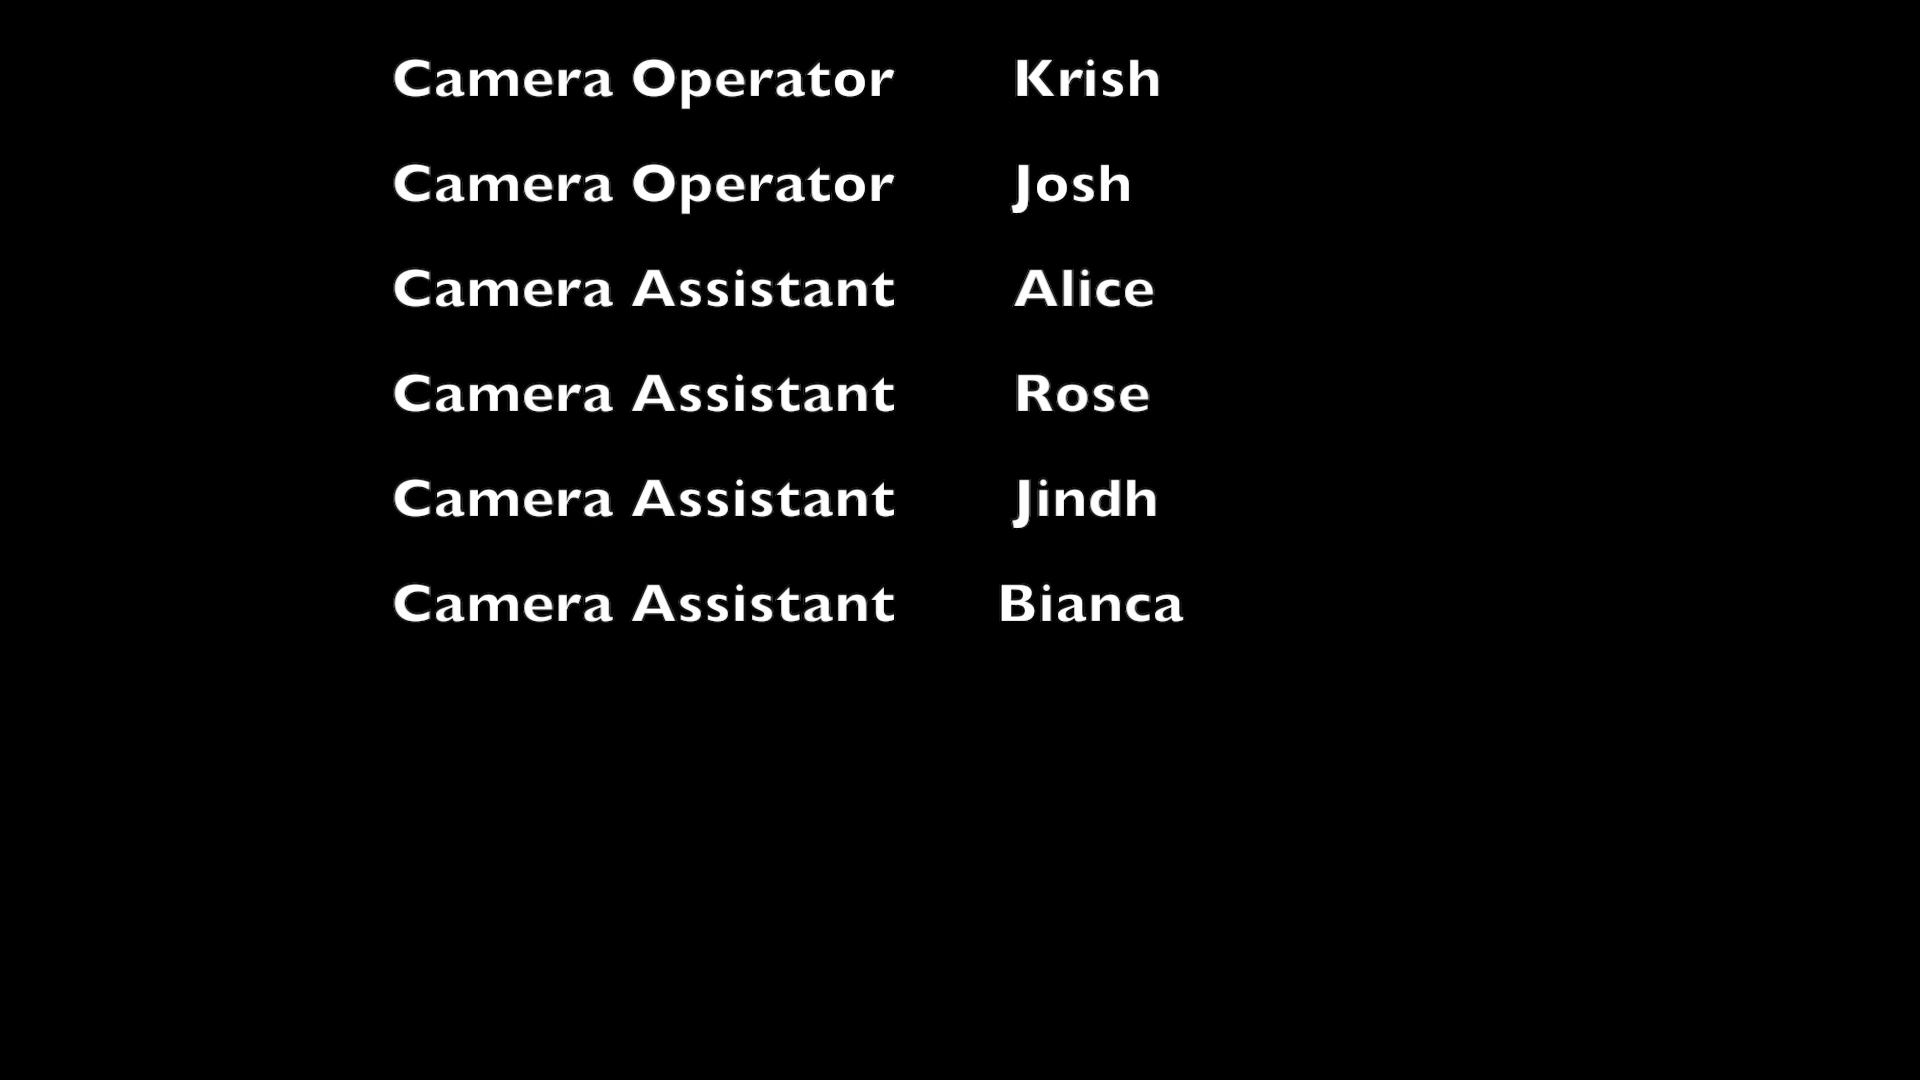 Camera Operator Krish
Camera Operator Josh
Camera Assistant Alice
Camera Assistant Rose
Camera Assistant Jindh
Camera Assistant Bianca